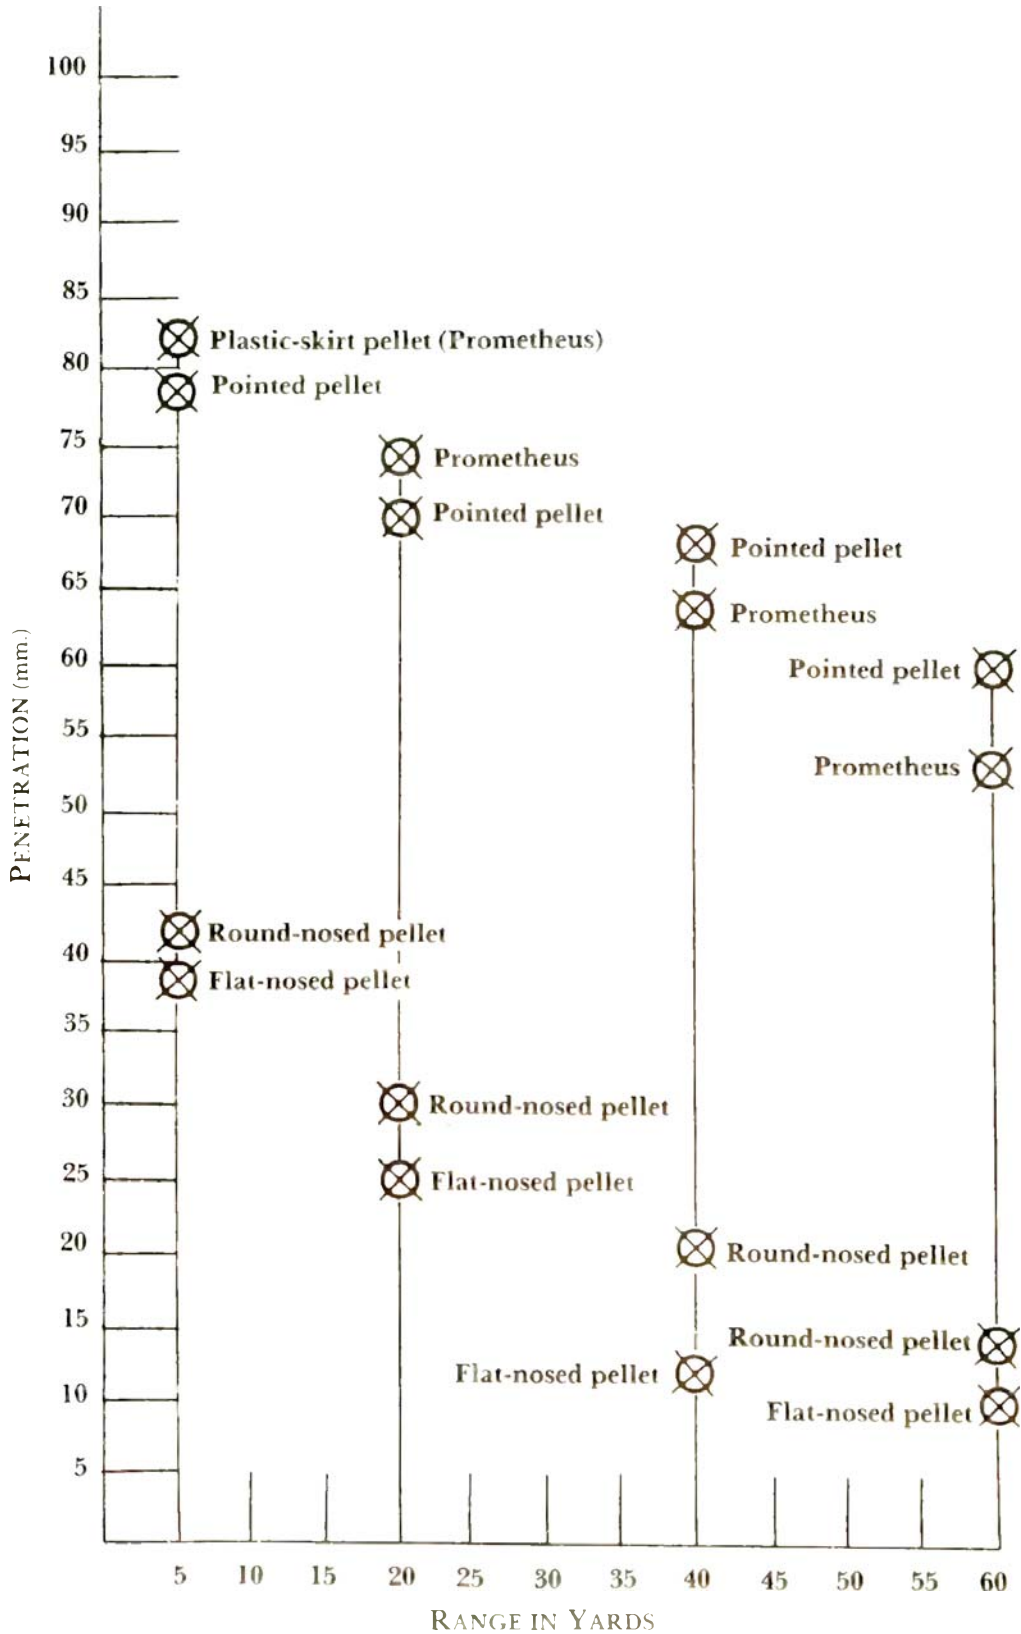 100
95
90
85
Plastic-skirt pellet (Prometheus)
80
Pointed pellet
75
Prometheus
70
Pointed pellet
Pointed pellet
65
Prometheus
60
Pointed pellet
55
Prometheus
50
45
Round-nosed pellet
40
Flat-nosed pellet
35
30
Round-nosed pellet
25
Flat-nosed pellet
20
Round-nosed pellet
15
Round-nosed pellet
Flat-nosed pellet
10
Flat-nosed pellet
5
PENETRATION (mm.)
5 10 15 20 25 30 35 40 45 50 55 60
RANGE IN YARDS